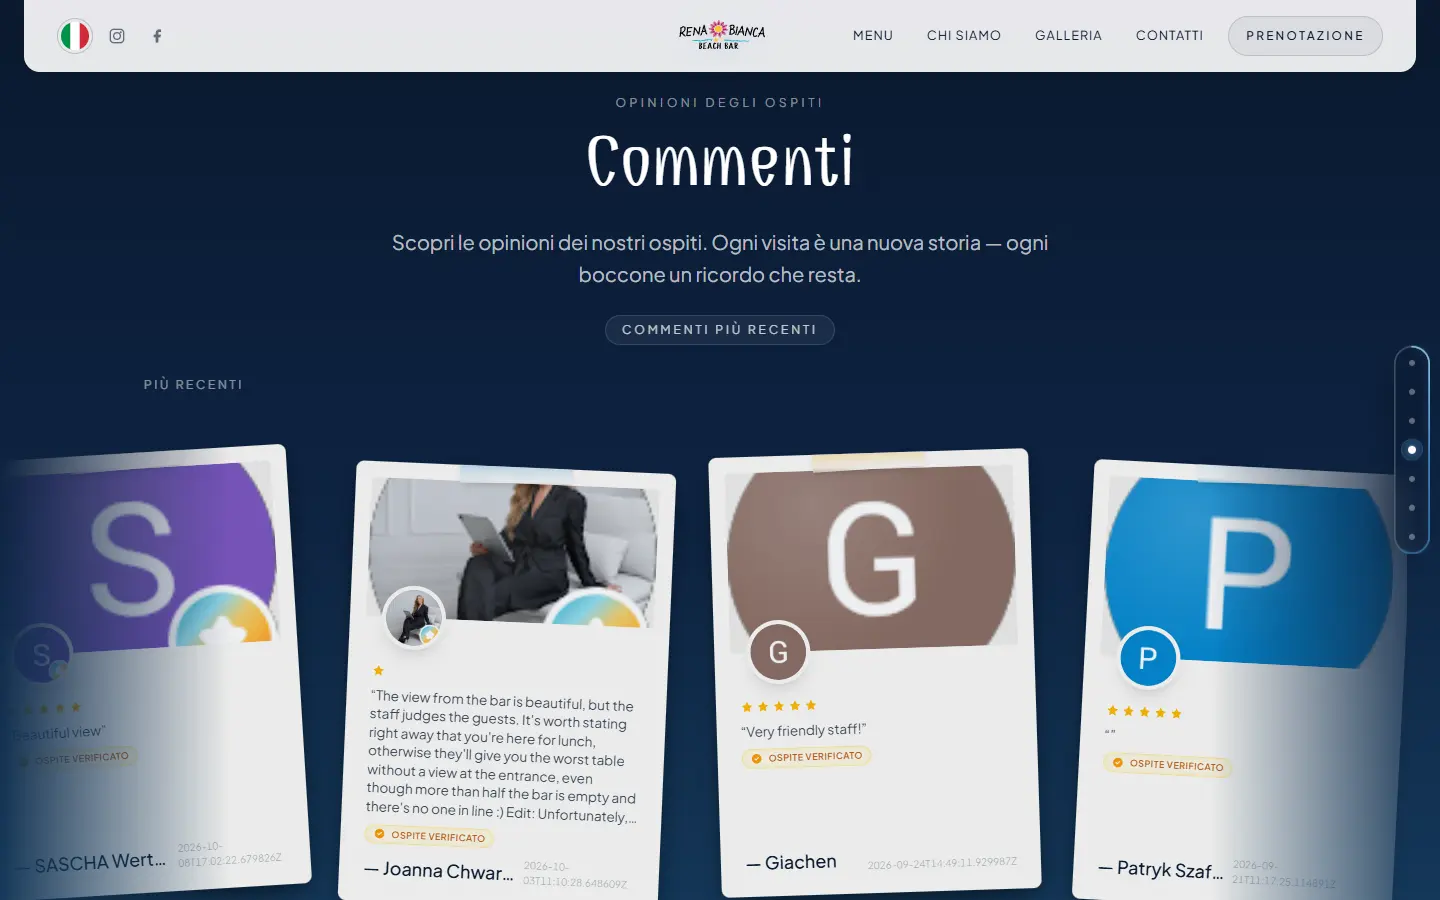 RENA BIANCA
BEACH BAR
MENU
CHI SIAMO
GALLERIA
CONTATTI
PRENOTAZIONE
OPINIONI DEGLI OSPITI
Commenti
Scopri le opinioni dei nostri ospiti. Ogni visita è una nuova storia — ogni
boccone un ricordo che resta.
COMMENTI PIÙ RECENTI
PIÙ RECENTI
S
S
Beautiful view”
OSPITE VERIFICATO
— SASCHA Wert...
2026-10-
08T17:02:22.679826Z
“The view from the bar is beautiful, but the
staff judges the guests. It's worth stating
right away that you're here for lunch,
otherwise they'll give you the worst table
without a view at the entrance, even
though more than half the bar is empty and
there's no one in line :) Edit: Unfortunately,...
OSPITE VERIFICATO
— Joanna Chwar...
2026-10-
03T11:10:28.648609Z
G
G
“Very friendly staff!”
OSPITE VERIFICATO
— Giachen
2026-09-24T14:49:11.929987Z
P
P
“”
OSPITE VERIFICATO
— Patryk Szaf...
2026-09-
21T11:17:25.114891Z